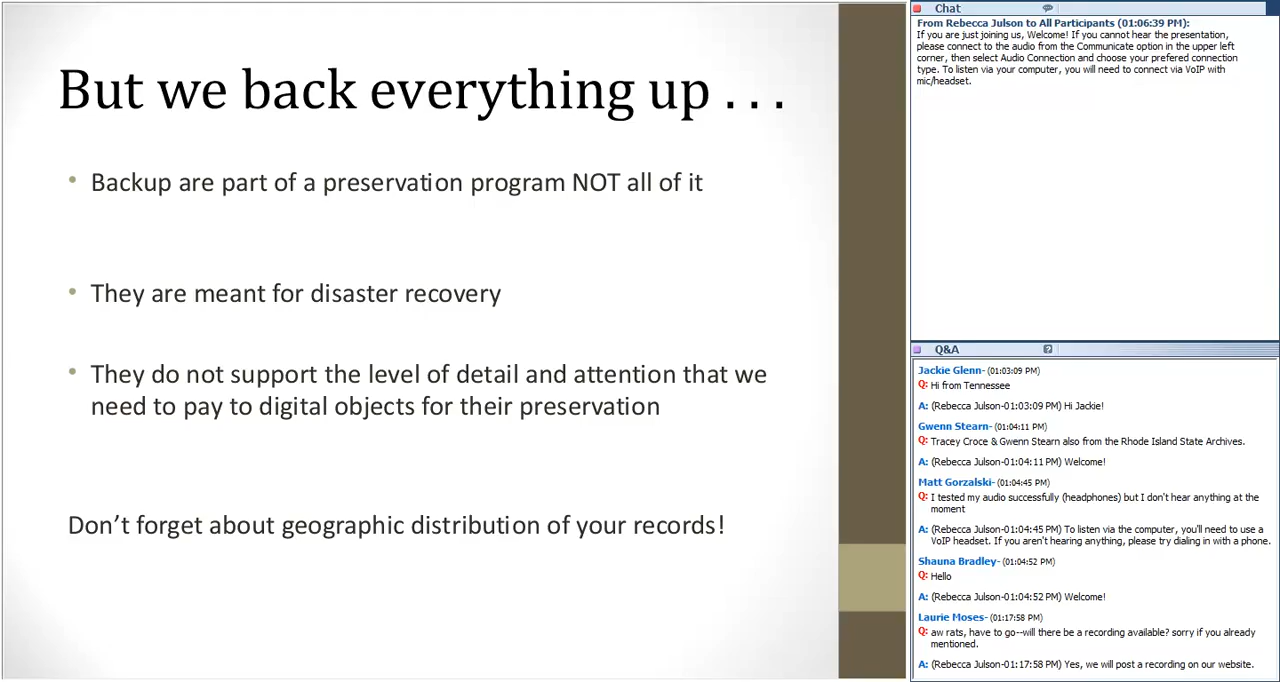 But we back everything up . . .
• Backup are part of a preservation program NOT all of it
• They are meant for disaster recovery
• They do not support the level of detail and attention that we
need to pay to digital objects for their preservation
Don’t forget about geographic distribution of your records!
Chat
From Rebecca Julson to All Participants (01:06:39 PM):
If you are just joining us, Welcome! If you cannot hear the presentation,
please connect to the audio from the Communicate option in the upper left
corner, then select Audio Connection and choose your prefered connection
type. To listen via your computer, you will need to connect via VoIP with
mic/headset.
Q&A
Jackie Glenn- (01:03:09 PM)
Q: Hi from Tennessee
A: (Rebecca Julson-01:03:09 PM) Hi Jackie!
Gwenn Stearn- (01:04:11 PM)
Q: Tracey Croce & Gwenn Stearn also from the Rhode Island State Archives.
A: (Rebecca Julson-01:04:11 PM) Welcome!
Matt Gorzalski- (01:04:45 PM)
Q: I tested my audio successfully (headphones) but I don't hear anything at the
moment
A: (Rebecca Julson-01:04:45 PM) To listen via the computer, you'll need to use a
VoIP headset. If you aren't hearing anything, please try dialing in with a phone.
Shauna Bradley- (01:04:52 PM)
Q: Hello
A: (Rebecca Julson-01:04:52 PM) Welcome!
Laurie Moses- (01:17:58 PM)
Q: aw rats, have to go--will there be a recording available? sorry if you already
mentioned.
A: (Rebecca Julson-01:17:58 PM) Yes, we will post a recording on our website.